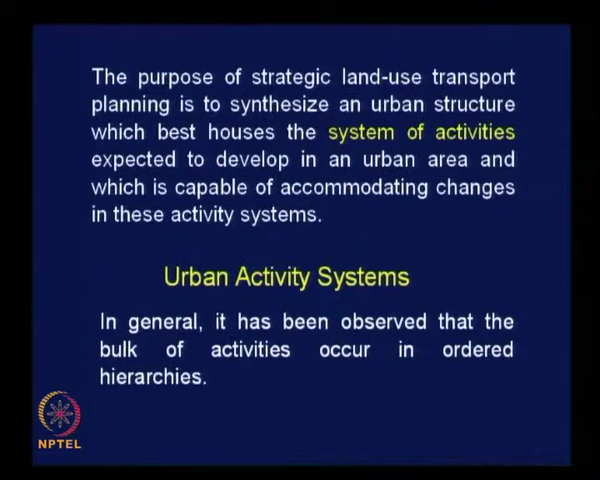 The purpose of strategic land-use transport
planning is to synthesize an urban structure
which best houses the system of activities
expected to develop in an urban area and
which is capable of accommodating changes
in these activity systems.
Urban Activity Systems
In general, it has been observed that the
bulk of activities occur in ordered
hierarchies.
NPTEL